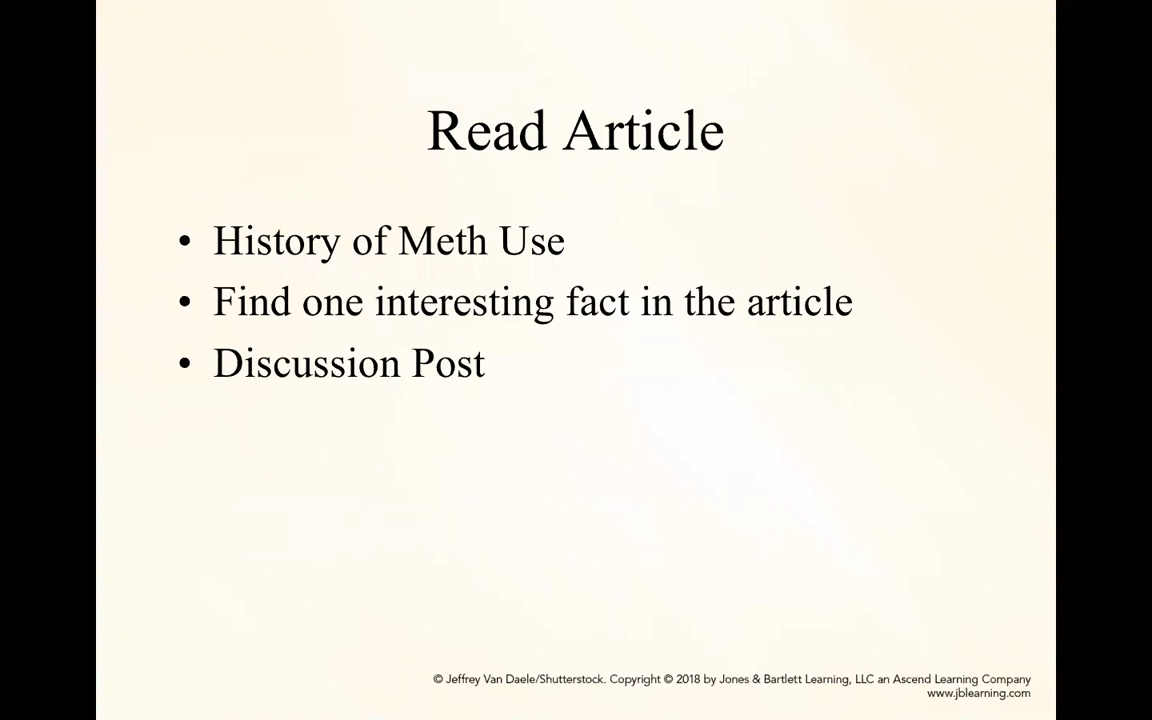 Read Article
• History of Meth Use
• Find one interesting fact in the article
• Discussion Post
© Jeffrey Van Daele/Shutterstock. Copyright © 2018 by Jones & Bartlett Learning, LLC an Ascend Learning Company
www.jblearning.com